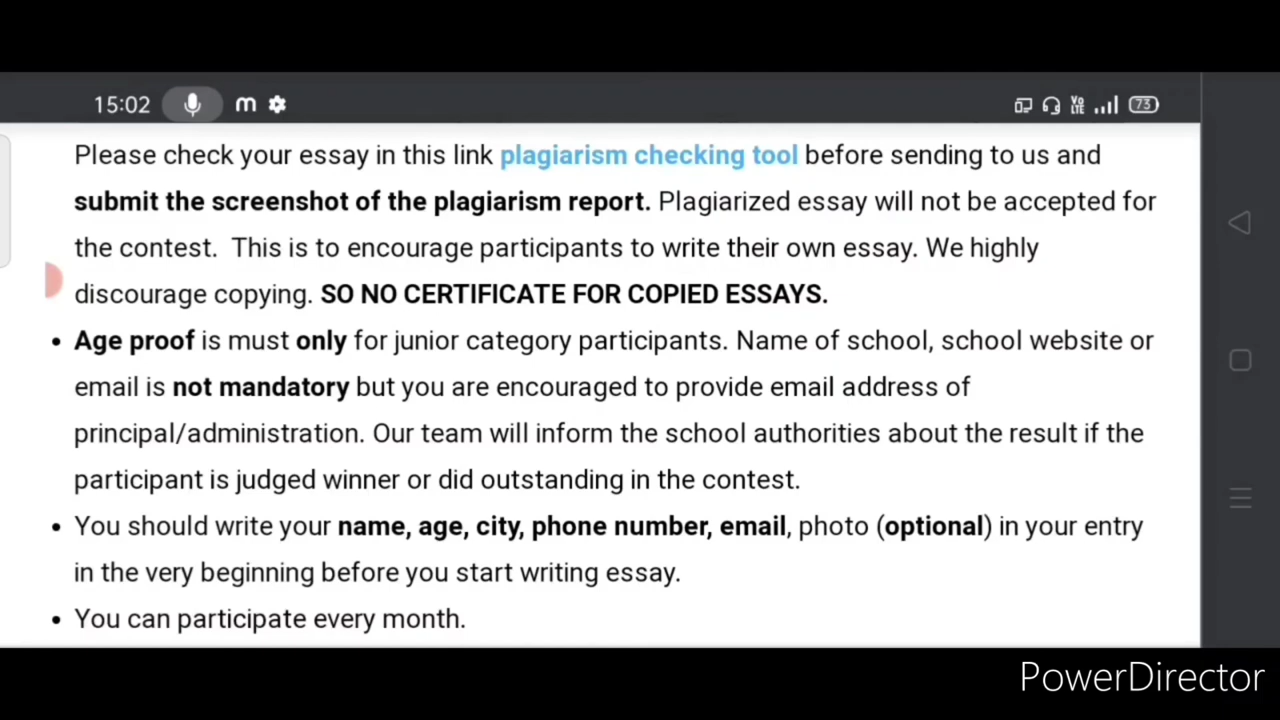 15:02 m Vo LTE 73
Please check your essay in this link plagiarism checking tool before sending to us and
submit the screenshot of the plagiarism report. Plagiarized essay will not be accepted for
the contest. This is to encourage participants to write their own essay. We highly
discourage copying. SO NO CERTIFICATE FOR COPIED ESSAYS.
• Age proof is must only for junior category participants. Name of school, school website or
email is not mandatory but you are encouraged to provide email address of
principal/administration. Our team will inform the school authorities about the result if the
participant is judged winner or did outstanding in the contest.
• You should write your name, age, city, phone number, email, photo (optional) in your entry
in the very beginning before you start writing essay.
• You can participate every month.
PowerDirector